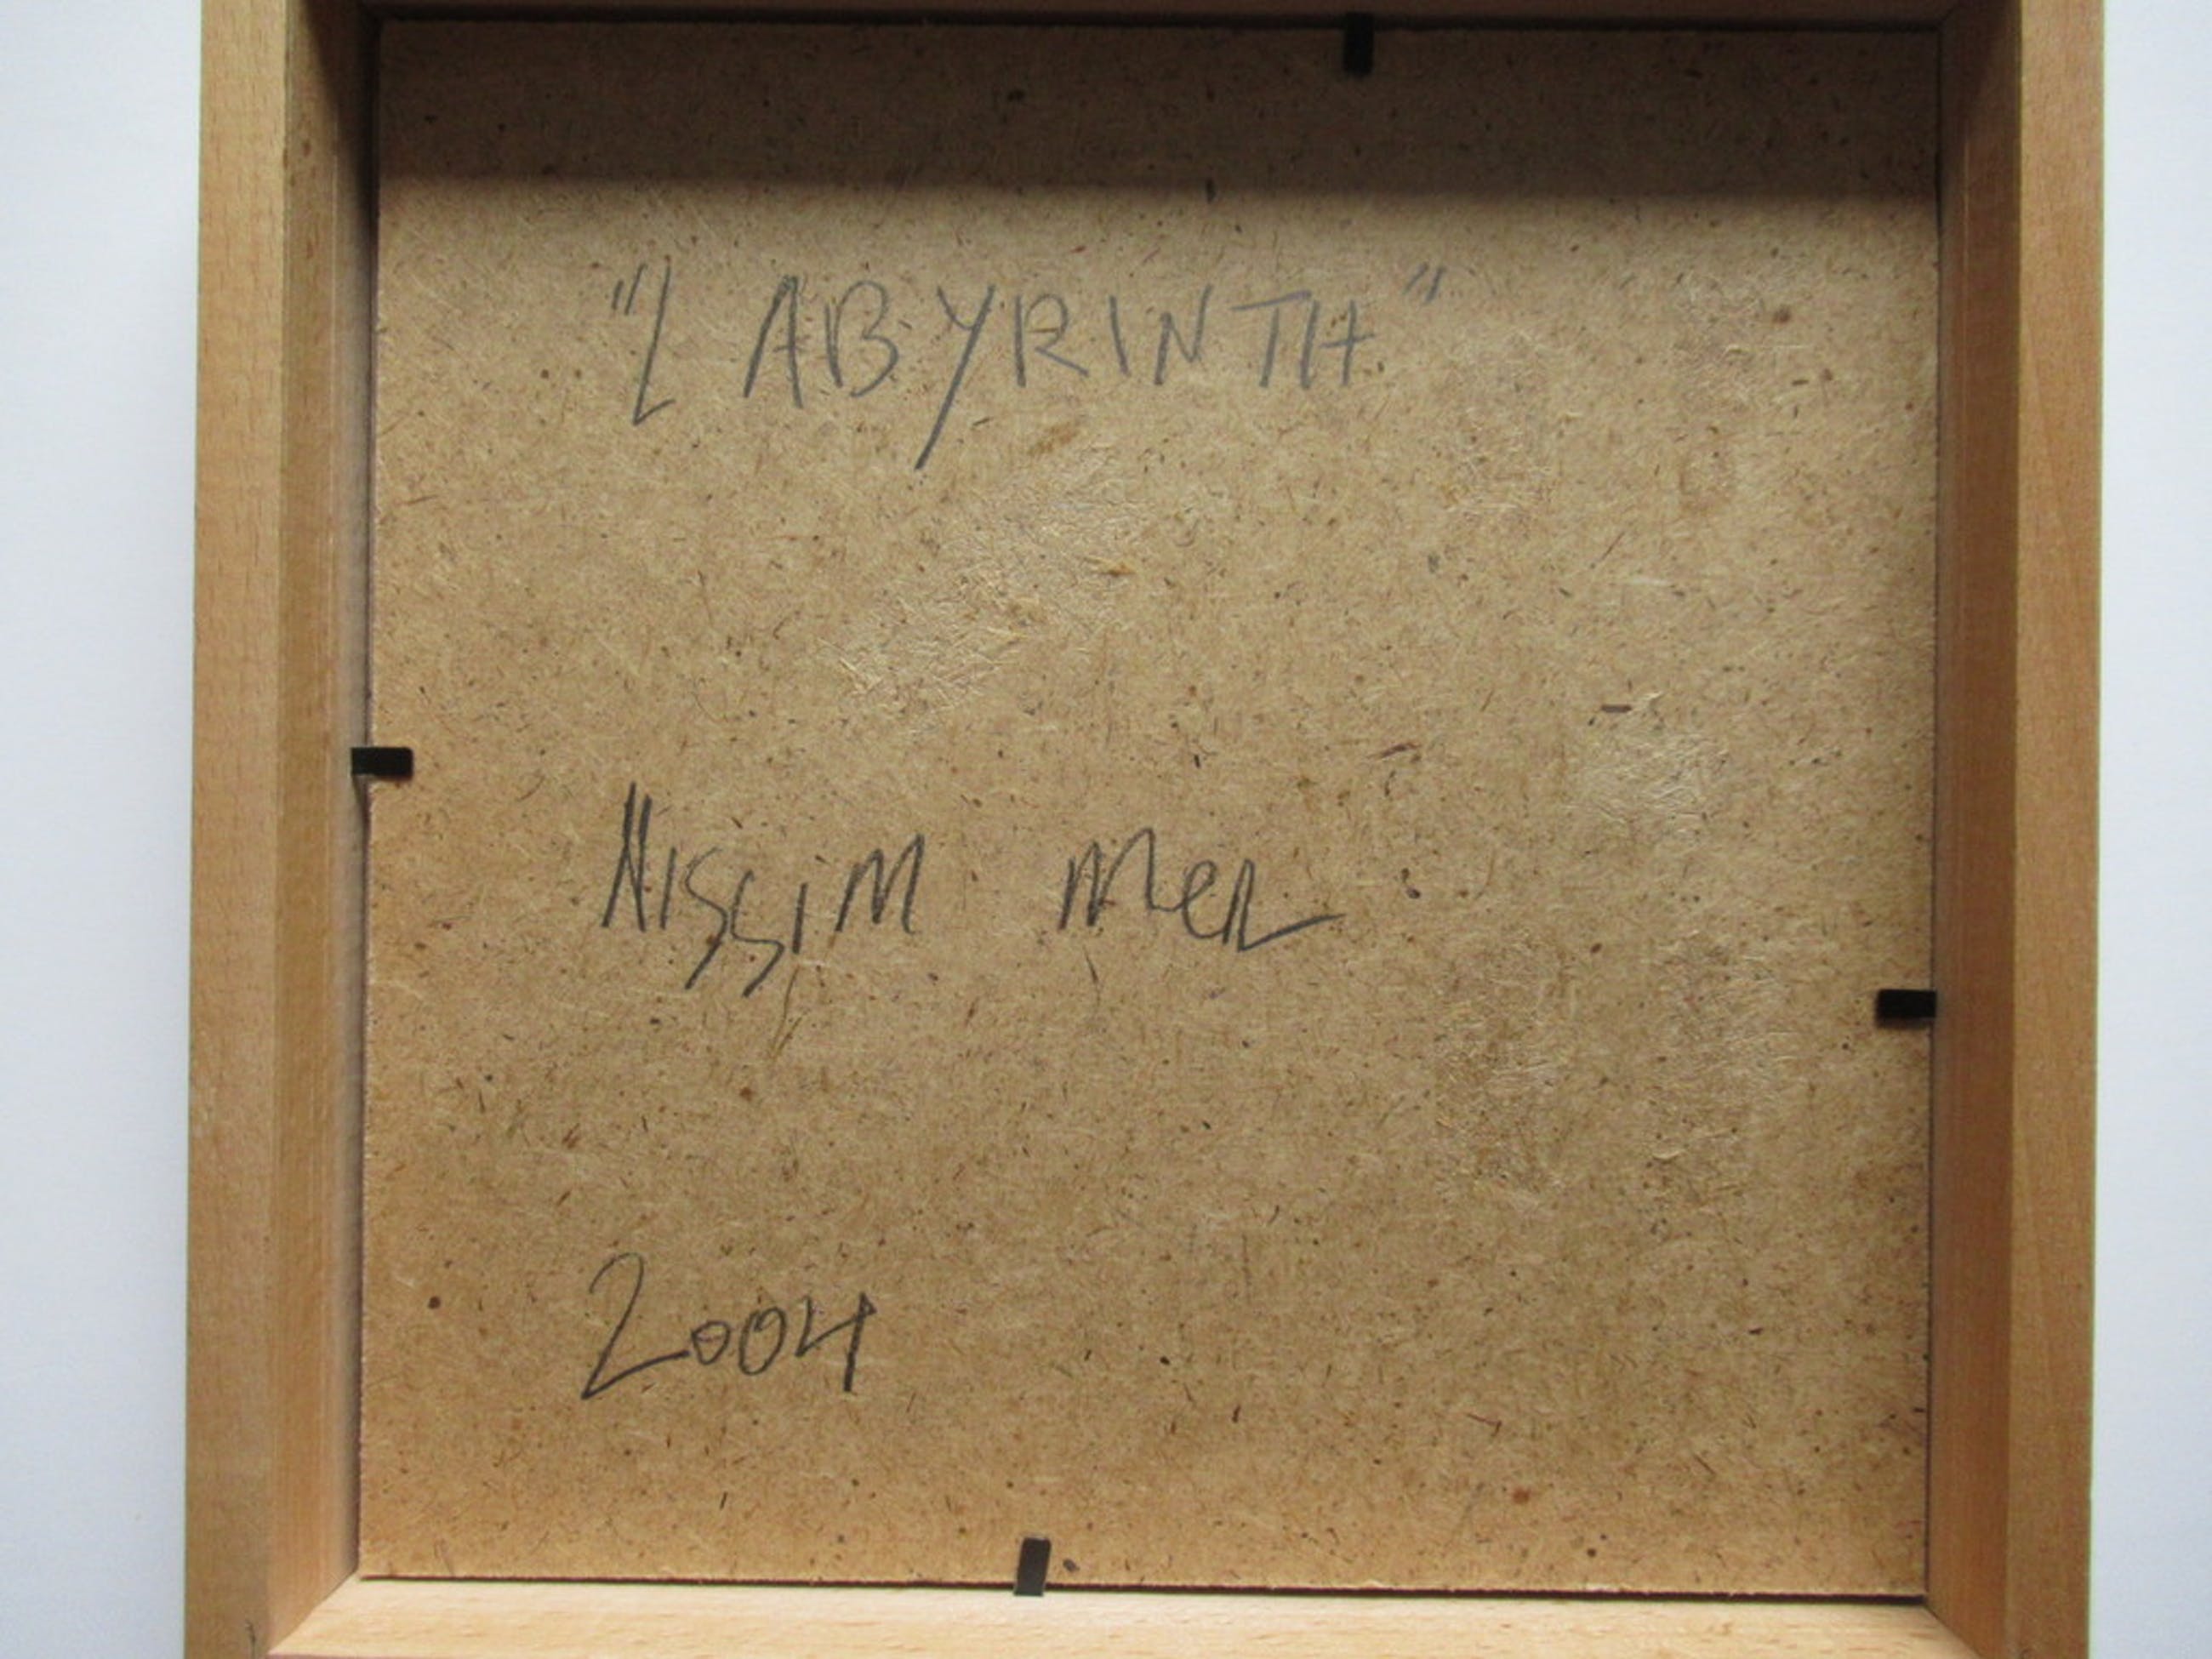 "LABYRINTH"
Nissim Mer
2004